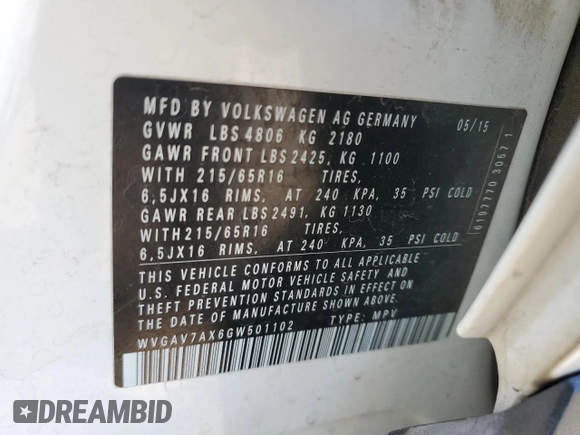 MFD BY VOLKSWAGEN AG GERMANY 05/15
GVWR LBS 4806 KG 2180
GAWR FRONT LBS 2425, KG 1100
WITH 215/65R16 TIRES,
6,5JX16 RIMS, AT 240 KPA, 35 PSI COLD
GAWR REAR LBS 2491, KG 1130
WITH 215/65R16 TIRES,
6,5JX16 RIMS, AT 240 KPA, 35 PSI COLD
THIS VEHICLE CONFORMS TO ALL APPLICABLE
U.S. FEDERAL MOTOR VEHICLE SAFETY AND
THEFT PREVENTION STANDARDS IN EFFECT ON
THE DATE OF MANUFACTURE SHOWN ABOVE.
WVGAV7AX6GW501102 TYPE: MPV
6197770 3057 1
DREAMBID